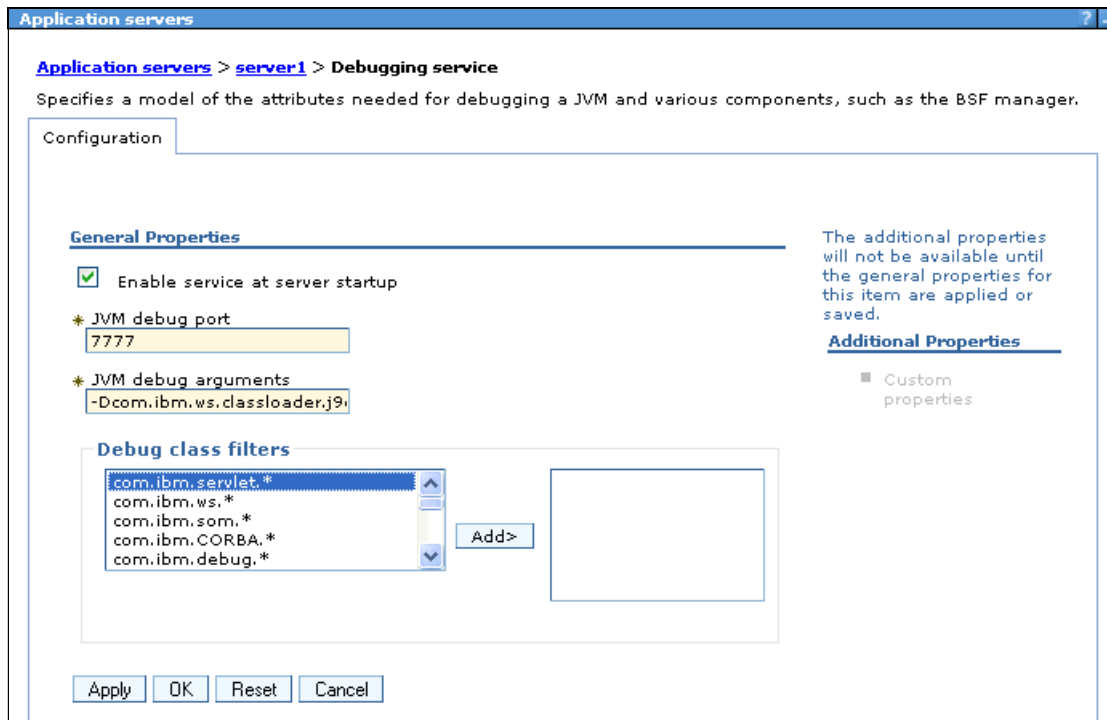 Application servers
?
Application servers > server1 > Debugging service
Specifies a model of the attributes needed for debugging a JVM and various components, such as the BSF manager.
Configuration
General Properties
Enable service at server startup
* JVM debug port
7777
* JVM debug arguments
-Dcom.ibm.ws.classloader.j9
Debug class filters
com.ibm.servlet.*
com.ibm.ws.*
com.ibm.som.*
com.ibm.CORBA.*
com.ibm.debug.*
Add>
The additional properties
will not be available until
the general properties for
this item are applied or
saved.
Additional Properties
Custom
properties
Apply
OK
Reset
Cancel